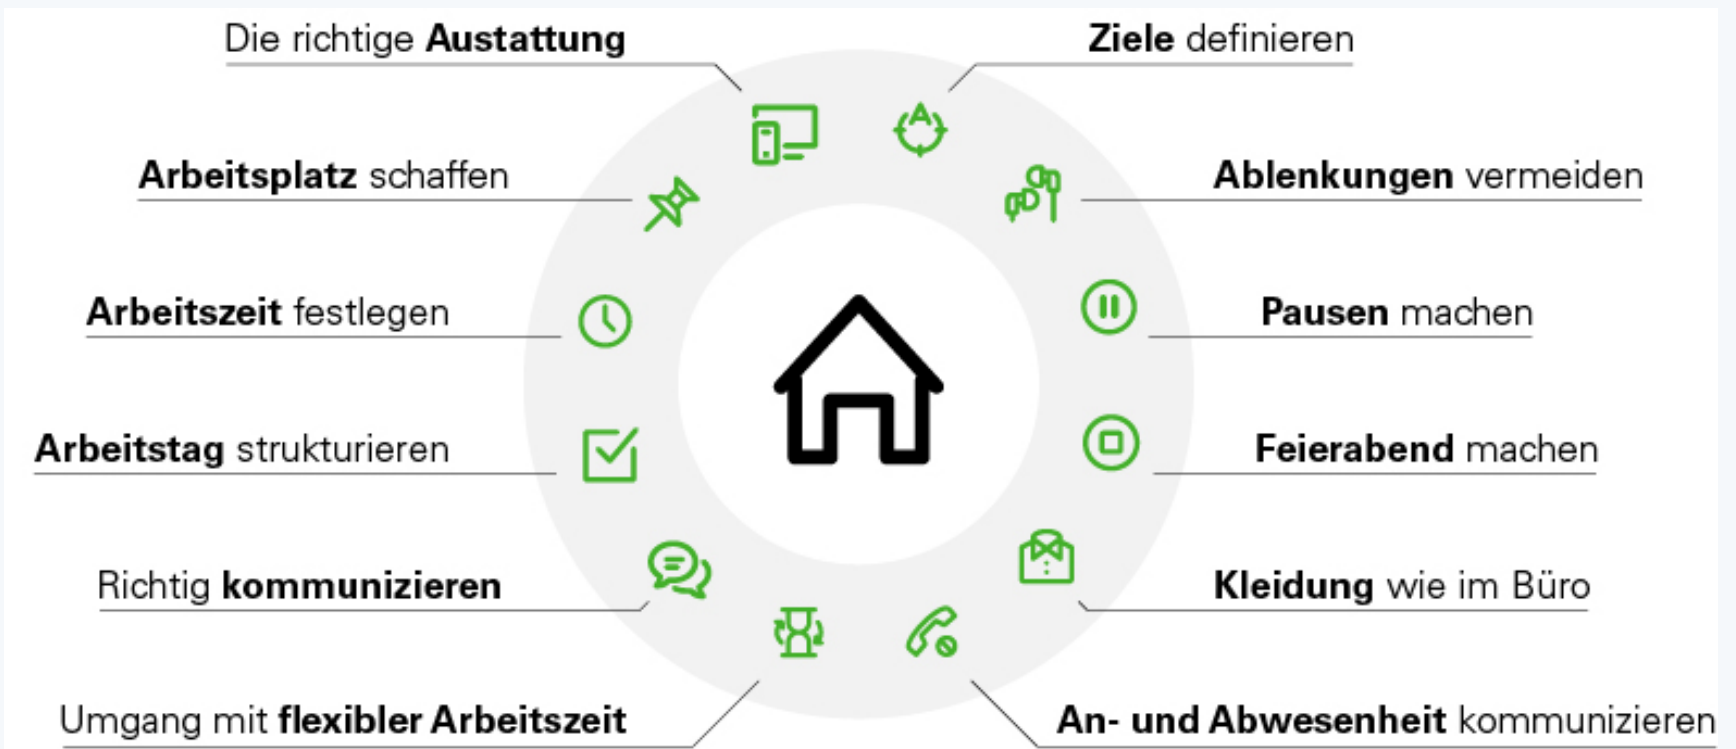 Die richtige Austattung
Ziele definieren
Arbeitsplatz schaffen
Ablenkungen vermeiden
Arbeitszeit festlegen
Pausen machen
Arbeitstag strukturieren
Feierabend machen
Richtig kommunizieren
Kleidung wie im Büro
Umgang mit flexibler Arbeitszeit
An- und Abwesenheit kommunizieren